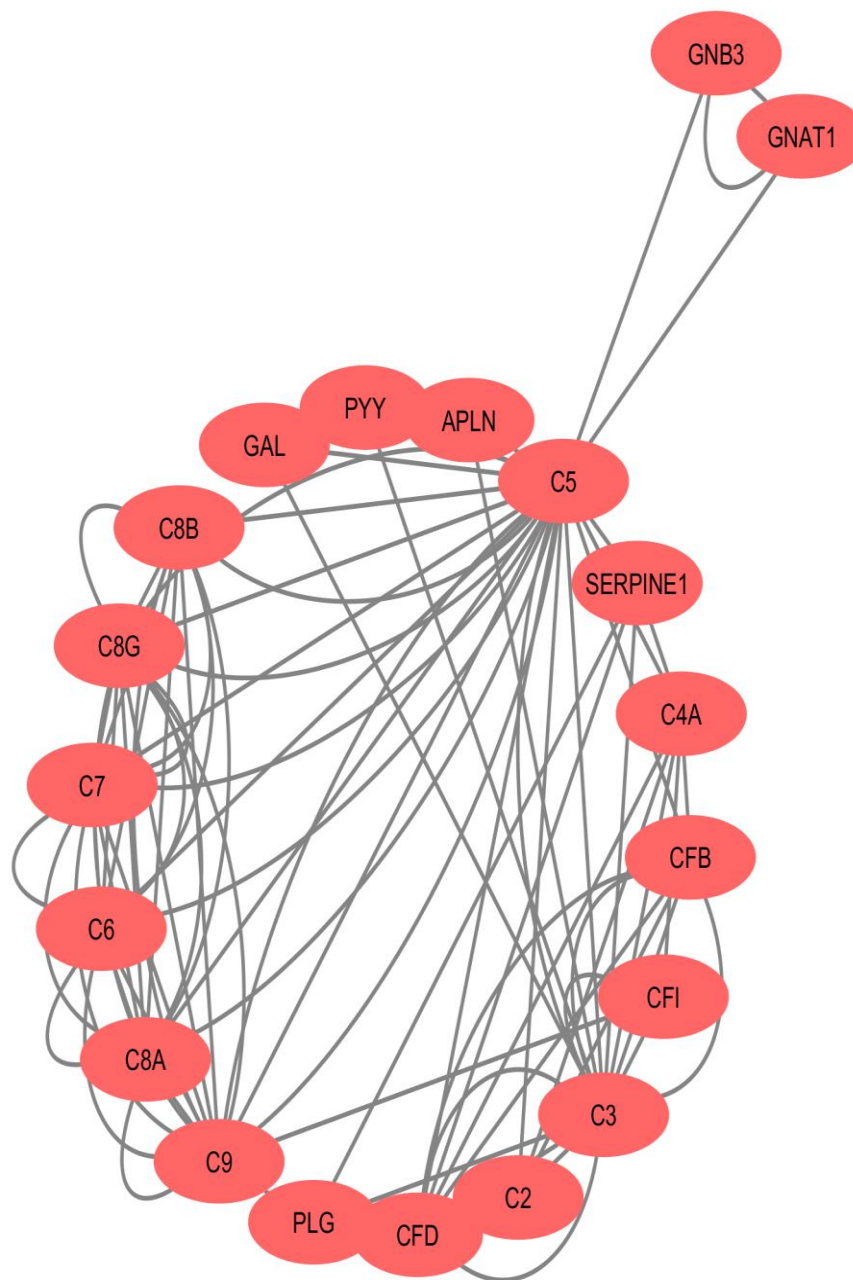 GNB3
GNAT1
PYY
APLN
GAL
C5
C8B
SERPINE1
C8G
C4A
C7
CFB
C6
CFI
C8A
C3
C9
C2
PLG
CFD